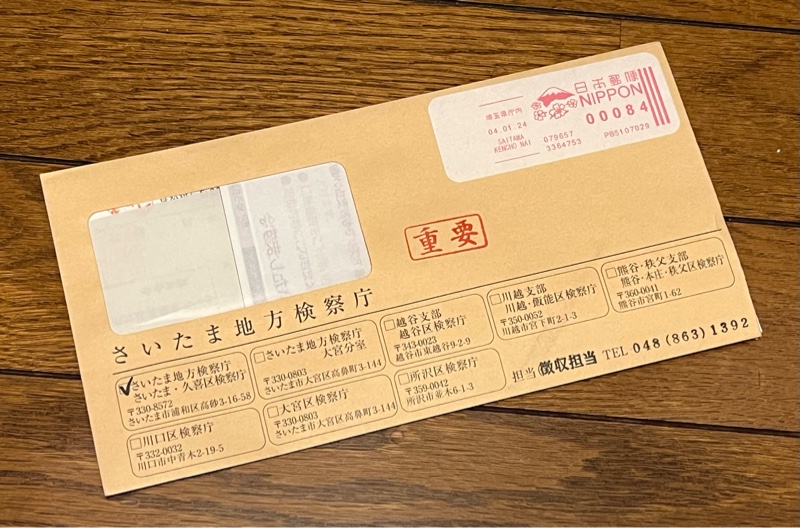 日本郵便
NIPPON
埼玉県庁内
00084
04.01.24
SAITAMA
KENCHO NAI
079657
3364753
PB5107029
重要
さいたま地方検察庁
さいたま地方検察庁
さいたま・久喜区検察庁
〒330-8572
さいたま市浦和区高砂3-16-58
□さいたま地方検察庁
大宮分室
〒330-0803
さいたま市大宮区高鼻町3-144
□越谷支部
越谷区検察庁
〒343-0023
越谷市東越谷9-2-9
□川越支部
川越・飯能区検察庁
〒350-0052
川越市宮下町2-1-3
□熊谷・秩父支部
熊谷・本庄・秩父区検察庁
〒360-0041
熊谷市宮町1-62
□川口区検察庁
〒332-0032
川口市中青木2-19-5
□大宮区検察庁
〒330-0803
さいたま市大宮区高鼻町3-144
□所沢区検察庁
〒359-0042
所沢市並木6-1-3
担当 徴収担当 TEL 048(863)1392